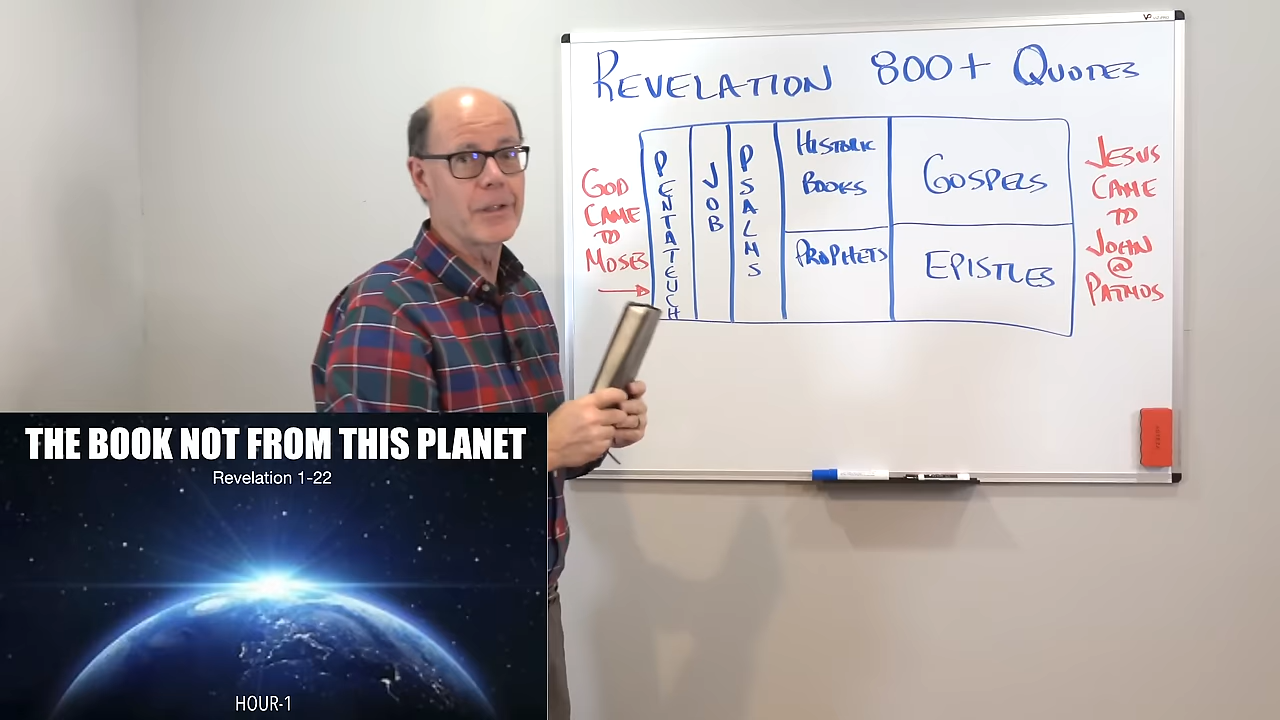 REVELATION 800+ QUOTES
GOD
CAME
TO
MOSES
PENTATEUCH
JOB
PSALMS
HISTORIC
BOOKS
PROPHETS
GOSPELS
EPISTLES
JESUS
CAME
TO
JOHN
@
PATMOS
THE BOOK NOT FROM THIS PLANET
Revelation 1-22
HOUR-1